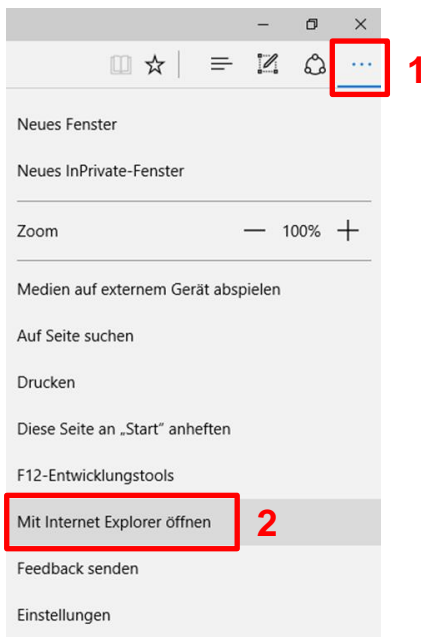 1
Neues Fenster
Neues InPrivate-Fenster
Zoom — 100% +
Medien auf externem Gerät abspielen
Auf Seite suchen
Drucken
Diese Seite an „Start“ anheften
F12-Entwicklungstools
Mit Internet Explorer öffnen 2
Feedback senden
Einstellungen